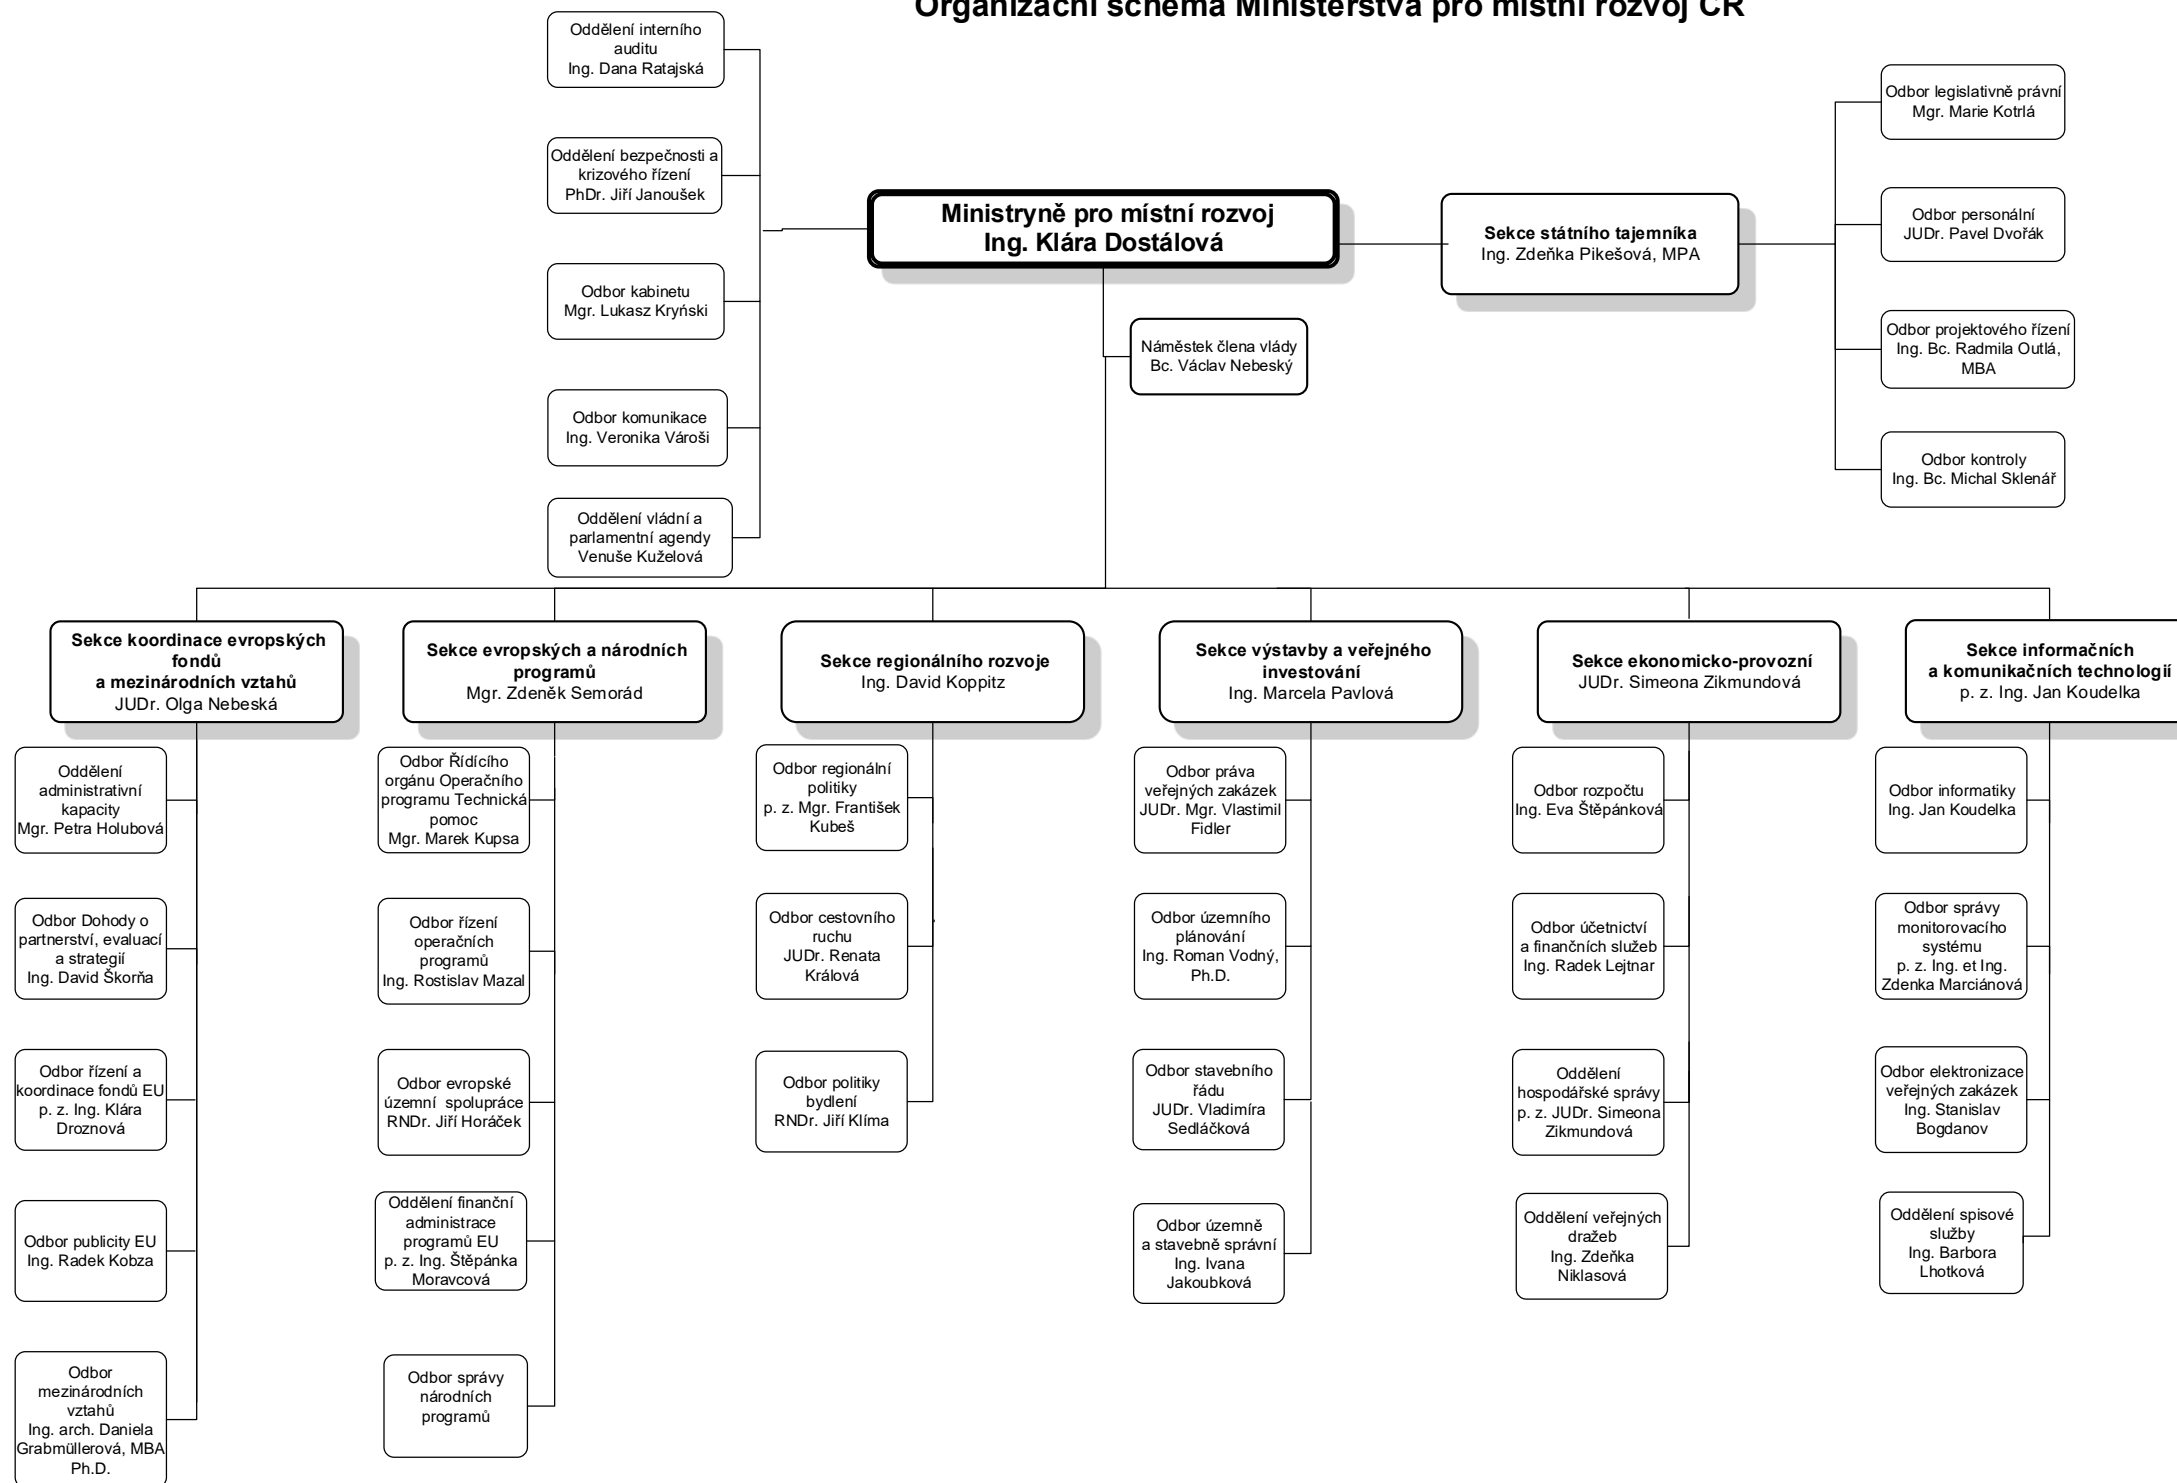 Organizační schéma Ministerstva pro místní rozvoj ČR
Oddělení interního
auditu
Ing. Dana Ratajská
Oddělení bezpečnosti a
krizového řízení
PhDr. Jiří Janoušek
Odbor kabinetu
Mgr. Lukasz Kryński
Odbor komunikace
Ing. Veronika Vároši
Oddělení vládní a
parlamentní agendy
Venuše Kuželová
Ministryně pro místní rozvoj
Ing. Klára Dostálová
Náměstek člena vlády
Bc. Václav Nebeský
Sekce státního tajemníka
Ing. Zdeňka Pikešová, MPA
Odbor legislativně právní
Mgr. Marie Kotrlá
Odbor personální
JUDr. Pavel Dvořák
Odbor projektového řízení
Ing. Bc. Radmila Outlá,
MBA
Odbor kontroly
Ing. Bc. Michal Sklenář
Sekce koordinace evropských
fondů
a mezinárodních vztahů
JUDr. Olga Nebeská
Oddělení
administrativní
kapacity
Mgr. Petra Holubová
Odbor Dohody o
partnerství, evaluací
a strategií
Ing. David Škorňa
Odbor řízení a
koordinace fondů EU
p. z. Ing. Klára
Droznová
Odbor publicity EU
Ing. Radek Kobza
Odbor
mezinárodních
vztahů
Ing. arch. Daniela
Grabmüllerová, MBA
Ph.D.
Sekce evropských a národních
programů
Mgr. Zdeněk Semorád
Odbor Řídícího
orgánu Operačního
programu Technická
pomoc
Mgr. Marek Kupsa
Odbor řízení
operačních
programů
Ing. Rostislav Mazal
Odbor evropské
územní spolupráce
RNDr. Jiří Horáček
Oddělení finanční
administrace
programů EU
p. z. Ing. Štěpánka
Moravcová
Odbor správy
národních
programů
Sekce regionálního rozvoje
Ing. David Koppitz
Odbor regionální
politiky
p. z. Mgr. František
Kubeš
Odbor cestovního
ruchu
JUDr. Renata
Králová
Odbor politiky
bydlení
RNDr. Jiří Klíma
Sekce výstavby a veřejného
investování
Ing. Marcela Pavlová
Odbor práva
veřejných zakázek
JUDr. Mgr. Vlastimil
Fidler
Odbor územního
plánování
Ing. Roman Vodný,
Ph.D.
Odbor stavebního
řádu
JUDr. Vladimíra
Sedláčková
Odbor územně
a stavebně správní
Ing. Ivana
Jakoubková
Sekce ekonomicko-provozní
JUDr. Simeona Zikmundová
Odbor rozpočtu
Ing. Eva Štěpánková
Odbor účetnictví
a finančních služeb
Ing. Radek Lejtnar
Oddělení
hospodářské správy
p. z. JUDr. Simeona
Zikmundová
Oddělení veřejných
dražeb
Ing. Zdeňka
Niklasová
Sekce informačních
a komunikačních technologií
p. z. Ing. Jan Koudelka
Odbor informatiky
Ing. Jan Koudelka
Odbor správy
monitorovacího
systému
p. z. Ing. et Ing.
Zdenka Marciánová
Odbor elektronizace
veřejných zakázek
Ing. Stanislav
Bogdanov
Oddělení spisové
služby
Ing. Barbora
Lhotková